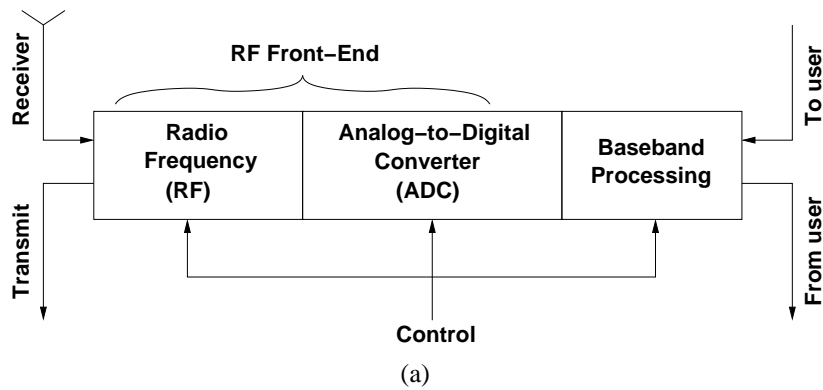 RF Front–End
Receiver
To user
Radio
Frequency
(RF)
Analog–to–Digital
Converter
(ADC)
Baseband
Processing
Transmit
From user
Control
(a)